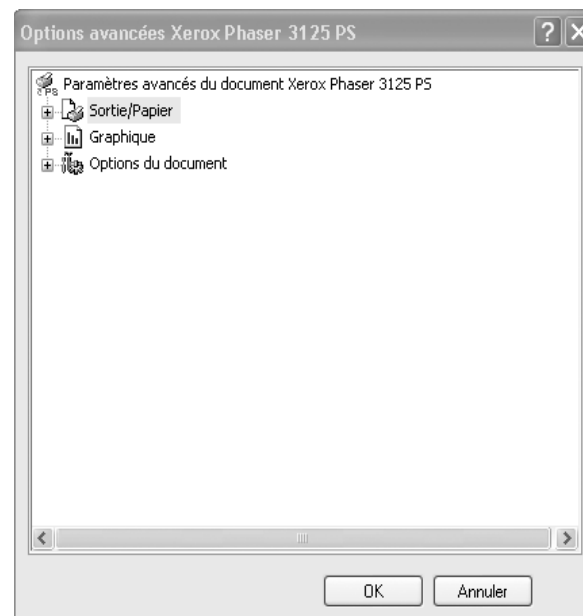 Options avancées Xerox Phaser 3125 PS
Paramètres avancés du document Xerox Phaser 3125 PS
Sortie/Papier
Graphique
Options du document
OK
Annuler